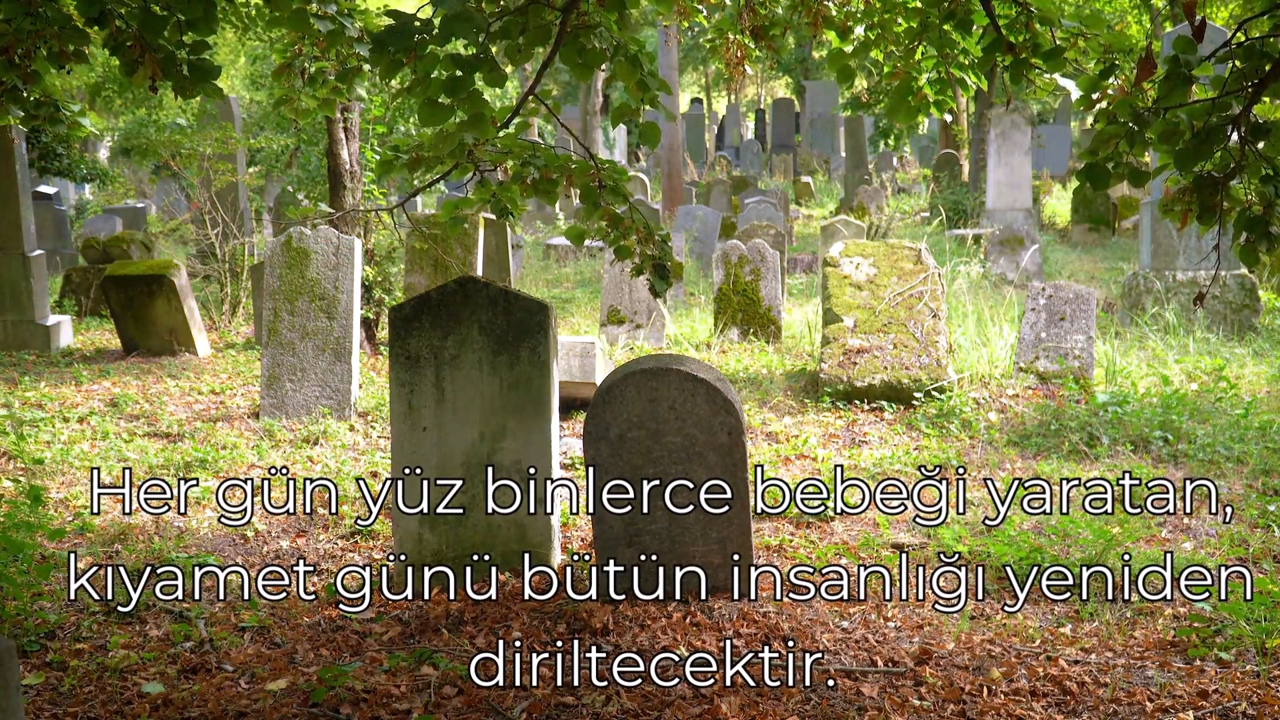 Her gün yüz binlerce bebeği yaratan,
kıyamet günü bütün insanlığı yeniden
diriltecektir.